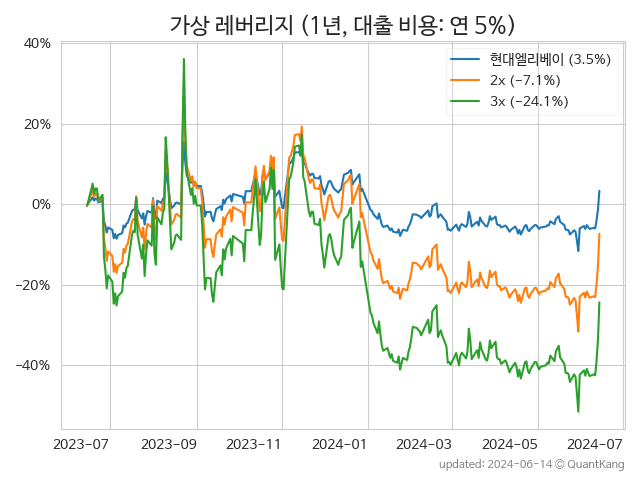 가상 레버리지 (1년, 대출 비용: 연 5%)
현대엘리베이 (3.5%)
2x (−7.1%)
3x (−24.1%)
40%
20%
0%
−20%
−40%
2023-07 2023-09 2023-11 2024-01 2024-03 2024-05 2024-07
updated: 2024-06-14 © QuantKang